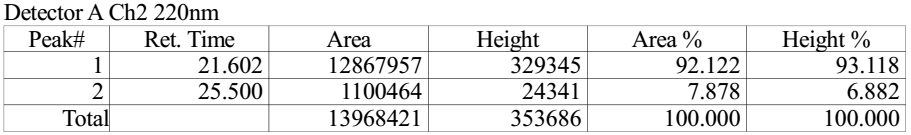 Detector A Ch2 220nm
Peak# Ret. Time Area Height Area % Height %
1 21.602 12867957 329345 92.122 93.118
2 25.500 1100464 24341 7.878 6.882
Total 13968421 353686 100.000 100.000